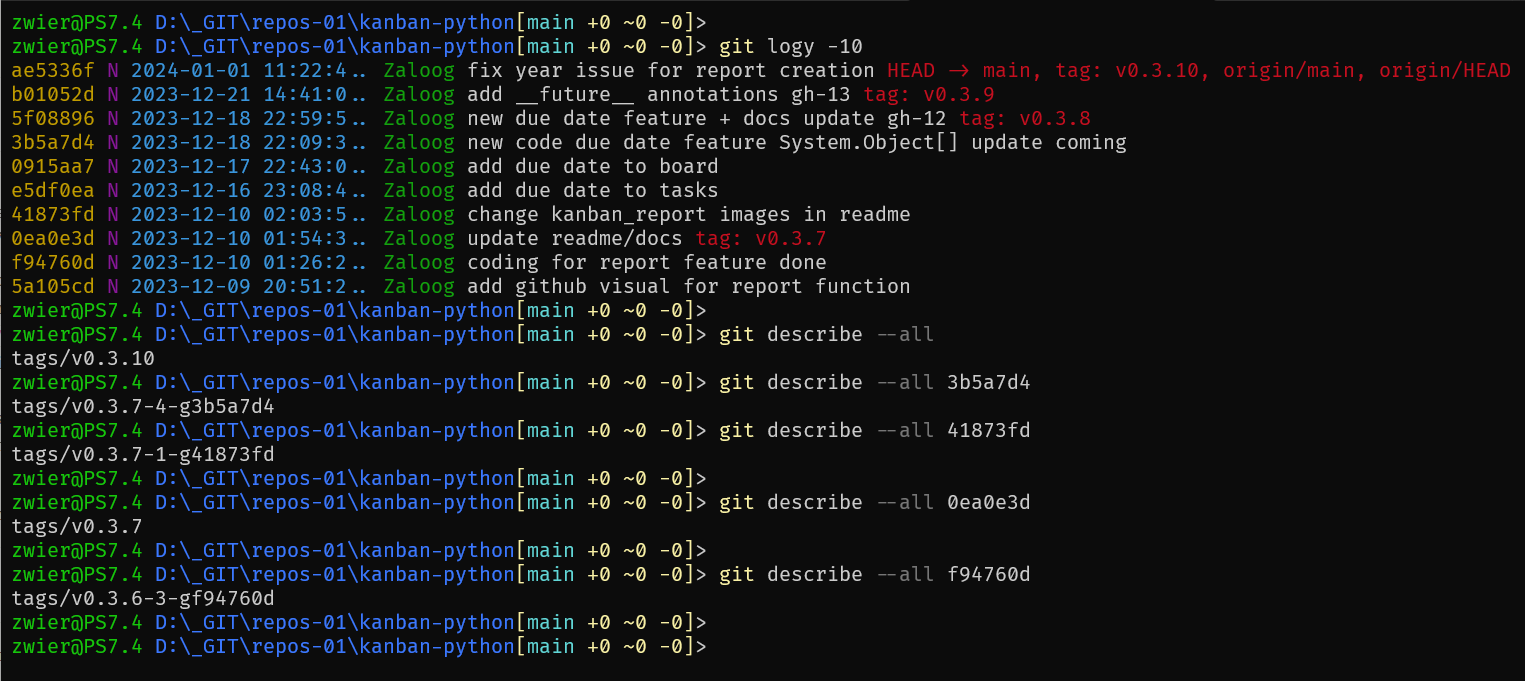 zwier@PS7.4 D:\_GIT\repos-01\kanban-python[main +0 ~0 -0]>
zwier@PS7.4 D:\_GIT\repos-01\kanban-python[main +0 ~0 -0]> git logy -10
ae5336f N 2024-01-01 11:22:4.. Zaloog fix year issue for report creation HEAD -> main, tag: v0.3.10, origin/main, origin/HEAD
b01052d N 2023-12-21 14:41:0.. Zaloog add __future__ annotations gh-13 tag: v0.3.9
5f08896 N 2023-12-18 22:59:5.. Zaloog new due date feature + docs update gh-12 tag: v0.3.8
3b5a7d4 N 2023-12-18 22:09:3.. Zaloog new code due date feature System.Object[] update coming
0915aa7 N 2023-12-17 22:43:0.. Zaloog add due date to board
e5df0ea N 2023-12-16 23:08:4.. Zaloog add due date to tasks
41873fd N 2023-12-10 02:03:5.. Zaloog change kanban_report images in readme
0ea0e3d N 2023-12-10 01:54:3.. Zaloog update readme/docs tag: v0.3.7
f94760d N 2023-12-10 01:26:2.. Zaloog coding for report feature done
5a105cd N 2023-12-09 20:51:2.. Zaloog add github visual for report function
zwier@PS7.4 D:\_GIT\repos-01\kanban-python[main +0 ~0 -0]>
zwier@PS7.4 D:\_GIT\repos-01\kanban-python[main +0 ~0 -0]> git describe --all
tags/v0.3.10
zwier@PS7.4 D:\_GIT\repos-01\kanban-python[main +0 ~0 -0]> git describe --all 3b5a7d4
tags/v0.3.7-4-g3b5a7d4
zwier@PS7.4 D:\_GIT\repos-01\kanban-python[main +0 ~0 -0]> git describe --all 41873fd
tags/v0.3.7-1-g41873fd
zwier@PS7.4 D:\_GIT\repos-01\kanban-python[main +0 ~0 -0]>
zwier@PS7.4 D:\_GIT\repos-01\kanban-python[main +0 ~0 -0]> git describe --all 0ea0e3d
tags/v0.3.7
zwier@PS7.4 D:\_GIT\repos-01\kanban-python[main +0 ~0 -0]>
zwier@PS7.4 D:\_GIT\repos-01\kanban-python[main +0 ~0 -0]> git describe --all f94760d
tags/v0.3.6-3-gf94760d
zwier@PS7.4 D:\_GIT\repos-01\kanban-python[main +0 ~0 -0]>
zwier@PS7.4 D:\_GIT\repos-01\kanban-python[main +0 ~0 -0]>